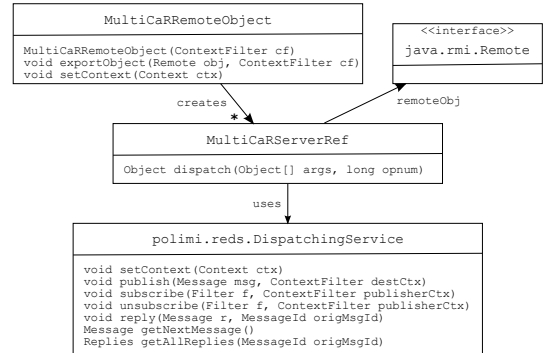 MultiCaRRemoteObject
MultiCaRRemoteObject(ContextFilter cf)
void exportObject(Remote obj, ContextFilter cf)
void setContext(Context ctx)
<<interface>>
java.rmi.Remote
creates
*
remoteObj
MultiCaRServerRef
Object dispatch(Object[] args, long opnum)
uses
polimi.reds.DispatchingService
void setContext(Context ctx)
void publish(Message msg, ContextFilter destCtx)
void subscribe(Filter f, ContextFilter publisherCtx)
void unsubscribe(Filter f, ContextFilter publisherCtx)
void reply(Message r, MessageId origMsgId)
Message getNextMessage()
Replies getAllReplies(MessageId origMsgId)